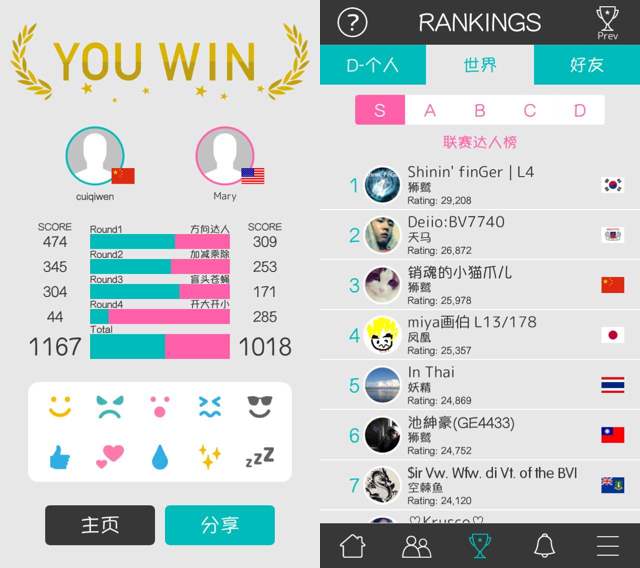 YOU WIN
cuiqiwen
Mary
SCORE
SCORE
Round1 方向达人
474
309
Round2 加减乘除
345
253
Round3 盲头苍蝇
304
171
Round4 开大开小
44
285
Total
1167
1018
zZZ
主页
分享
?
RANKINGS
Prev
D-个人
世界
好友
S A B C D
联赛达人榜
1
Shinin' finGer | L4
狮鹫
Rating: 29,208
2
Deiio:BV7740
天马
Rating: 26,872
3
销魂的小猫爪儿
狮鹫
Rating: 25,978
4
miya画伯 L13/178
凤凰
Rating: 25,357
5
In Thai
妖精
Rating: 24,869
6
池紳豪(GE4433)
狮鹫
Rating: 24,752
7
Sir Vw. Wfw. di Vt. of the BVI
空棘鱼
Rating: 24,120